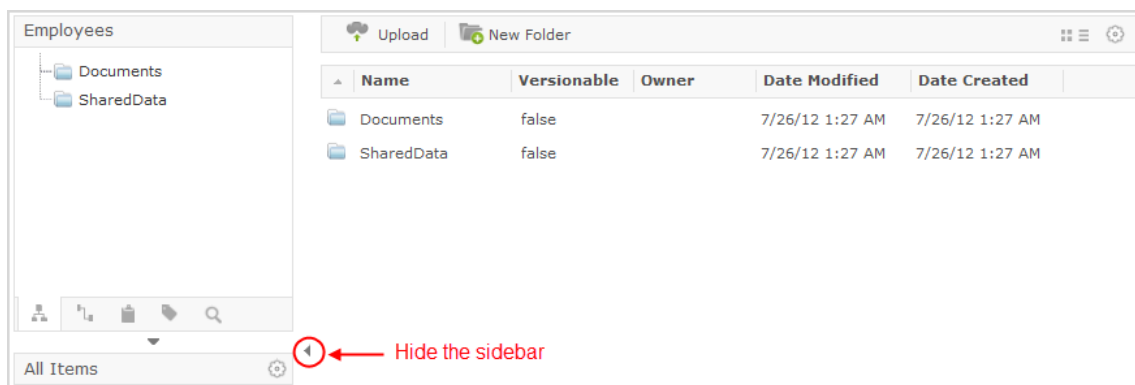 Employees
Documents
SharedData
All Items
Upload New Folder
Name Versionable Owner Date Modified Date Created
Documents false 7/26/12 1:27 AM 7/26/12 1:27 AM
SharedData false 7/26/12 1:27 AM 7/26/12 1:27 AM
Hide the sidebar